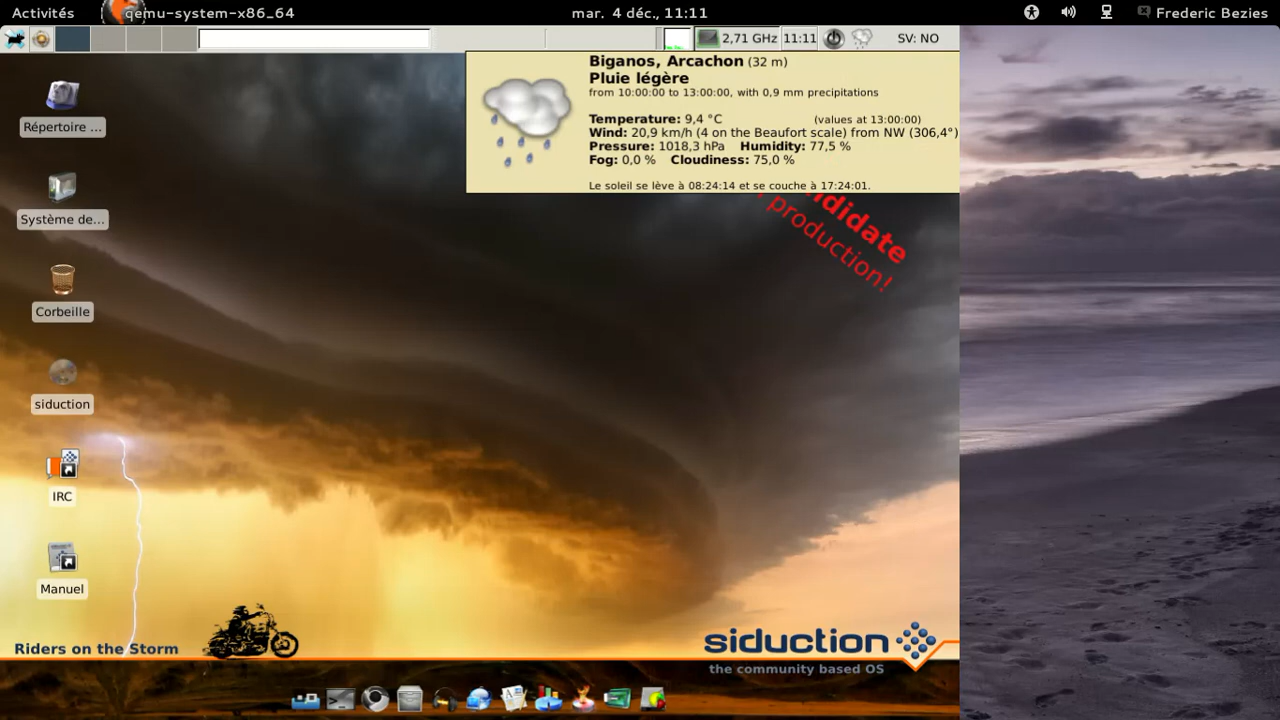 Activités
qemu-system-x86_64
mar. 4 déc., 11:11
Frederic Bezies
2,71 GHz
11:11
SV: NO
Biganos, Arcachon (32 m)
Pluie légère
from 10:00:00 to 13:00:00, with 0,9 mm precipitations
Temperature: 9,4 °C (values at 13:00:00)
Wind: 20,9 km/h (4 on the Beaufort scale) from NW (306,4°)
Pressure: 1018,3 hPa Humidity: 77,5 %
Fog: 0,0 % Cloudiness: 75,0 %
Le soleil se lève à 08:24:14 et se couche à 17:24:01.
production!
Répertoire ...
Système de...
Corbeille
siduction
IRC
Manuel
Riders on the Storm
siduction
the community based OS